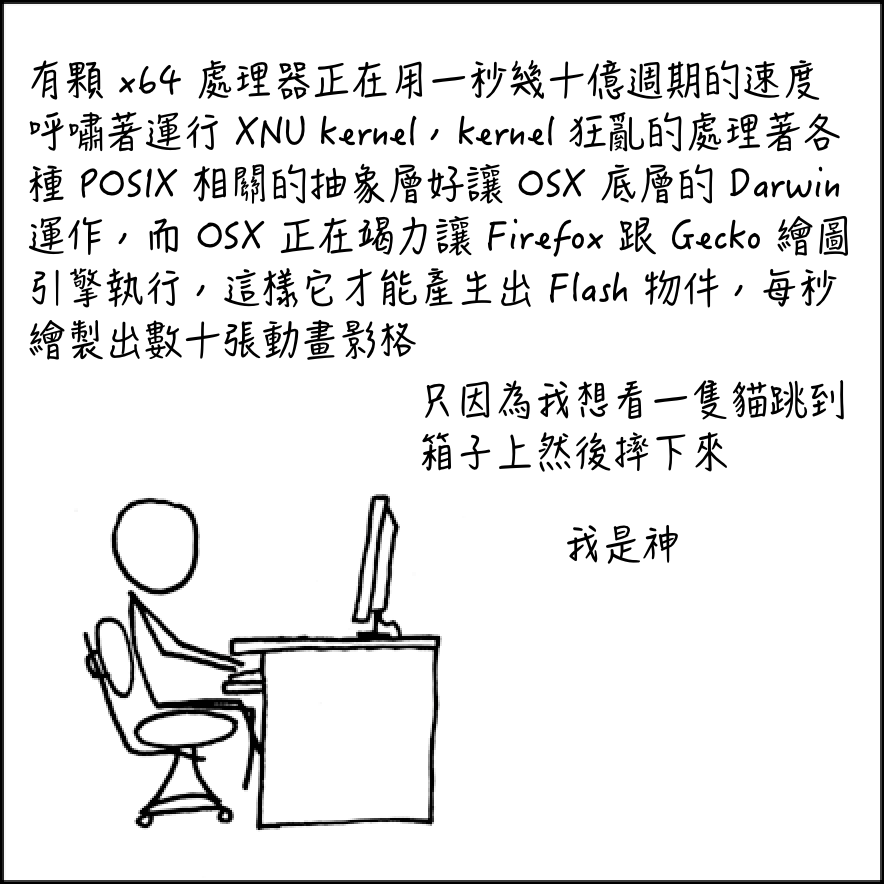 有顆 x64 處理器正在用一秒幾十億週期的速度
呼嘯著運行 XNU kernel，kernel 狂亂的處理著各
種 POSIX 相關的抽象層好讓 OSX 底層的 Darwin
運作，而 OSX 正在竭力讓 Firefox 跟 Gecko 繪圖
引擎執行，這樣它才能產生出 Flash 物件，每秒
繪製出數十張動畫影格
只因為我想看一隻貓跳到
箱子上然後摔下來
我是神